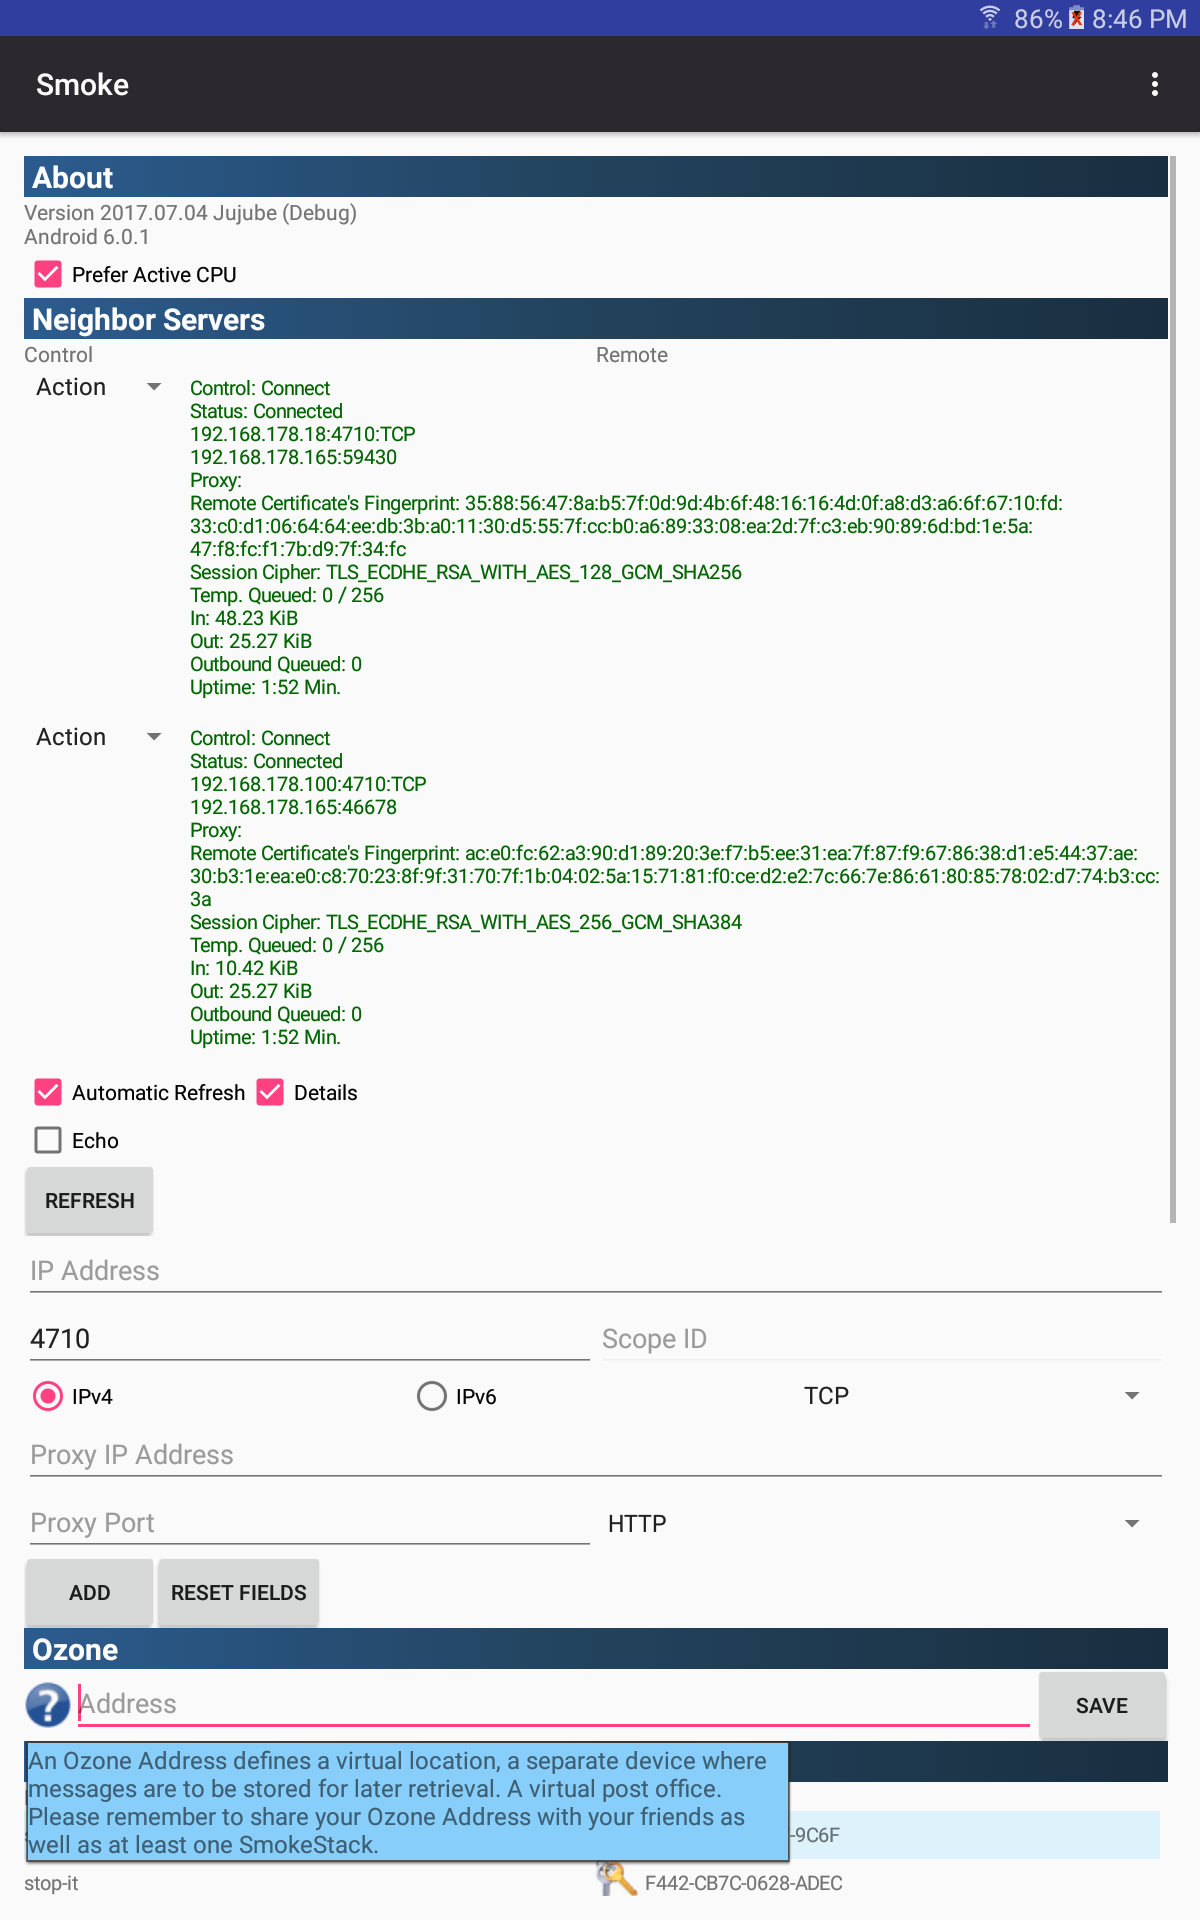 86% 8:46 PM
Smoke
About
Version 2017.07.04 Jujube (Debug)
Android 6.0.1
Prefer Active CPU
Neighbor Servers
Control Remote
Action
Control: Connect
Status: Connected
192.168.178.18:4710:TCP
192.168.178.165:59430
Proxy:
Remote Certificate's Fingerprint: 35:88:56:47:8a:b5:7f:0d:9d:4b:6f:48:16:16:4d:0f:a8:d3:a6:6f:67:10:fd:
33:c0:d1:06:64:64:ee:db:3b:a0:11:30:d5:55:7f:cc:b0:a6:89:33:08:ea:2d:7f:c3:eb:90:89:6d:bd:1e:5a:
47:f8:fc:f1:7b:d9:7f:34:fc
Session Cipher: TLS_ECDHE_RSA_WITH_AES_128_GCM_SHA256
Temp. Queued: 0 / 256
In: 48.23 KiB
Out: 25.27 KiB
Outbound Queued: 0
Uptime: 1:52 Min.
Action
Control: Connect
Status: Connected
192.168.178.100:4710:TCP
192.168.178.165:46678
Proxy:
Remote Certificate's Fingerprint: ac:e0:fc:62:a3:90:d1:89:20:3e:f7:b5:ee:31:ea:7f:87:f9:67:86:38:d1:e5:44:37:ae:
30:b3:1e:ea:e0:c8:70:23:8f:9f:31:70:7f:1b:04:02:5a:15:71:81:f0:ce:d2:e2:7c:66:7e:86:61:80:85:78:02:d7:74:b3:cc:
3a
Session Cipher: TLS_ECDHE_RSA_WITH_AES_256_GCM_SHA384
Temp. Queued: 0 / 256
In: 10.42 KiB
Out: 25.27 KiB
Outbound Queued: 0
Uptime: 1:52 Min.
Automatic Refresh Details
Echo
REFRESH
IP Address
4710 Scope ID
IPv4 IPv6 TCP
Proxy IP Address
Proxy Port HTTP
ADD RESET FIELDS
Ozone
Address SAVE
An Ozone Address defines a virtual location, a separate device where
messages are to be stored for later retrieval. A virtual post office.
Please remember to share your Ozone Address with your friends as
well as at least one SmokeStack.
-9C6F
stop-it F442-CB7C-0628-ADEC